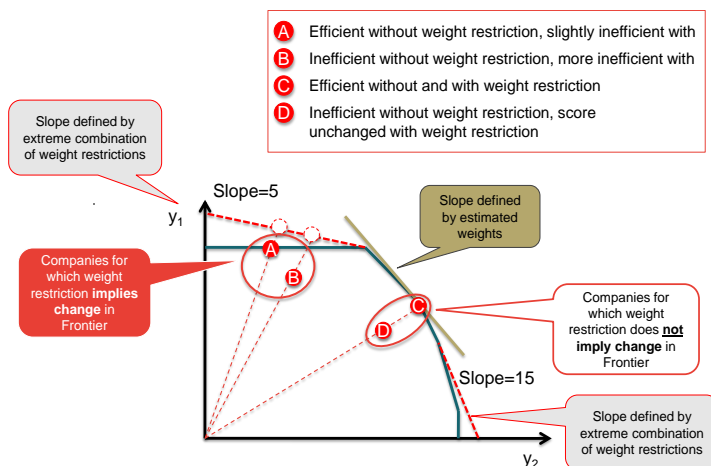 A Efficient without weight restriction, slightly inefficient with
B Inefficient without weight restriction, more inefficient with
C Efficient without and with weight restriction
D Inefficient without weight restriction, score
unchanged with weight restriction
Slope defined by
extreme combination
of weight restrictions
.
Slope=5
y1
Slope defined
by estimated
weights
Companies for
which weight
restriction implies
change in
Frontier
A
B
C
D
Companies for
which weight
restriction does not
imply change in
Frontier
Slope=15
Slope defined by
extreme combination
of weight restrictions
y2